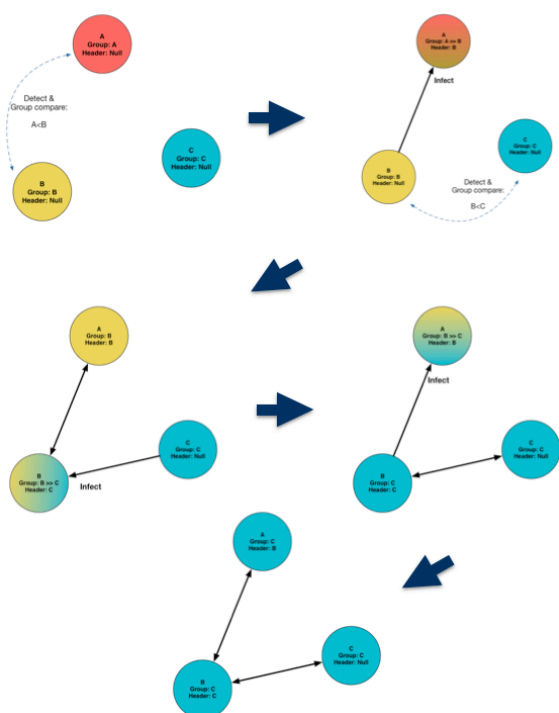 A
Group: A
Header: Null
Detect &
Group compare:
A<B
B
Group: B
Header: Null
C
Group: C
Header: Null
A
Group: A >> B
Header: B
Infect
B
Group: B
Header: Null
C
Group: C
Header: Null
Detect &
Group compare:
B<C
A
Group: B
Header: B
B
Group: B >> C
Header: C
Infect
C
Group: C
Header: Null
A
Group: B >> C
Header: B
Infect
B
Group: C
Header: C
C
Group: C
Header: Null
A
Group: C
Header: B
B
Group: C
Header: C
C
Group: C
Header: Null